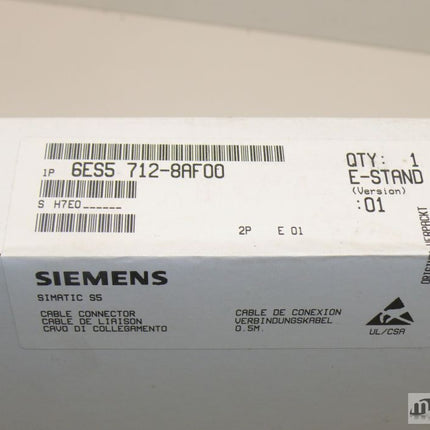 1P 6ES5 712-8AF00
QTY: 1
E-STAND
(Version)
:01
S H7E0______
2P E 01
SIEMENS
SIMATIC S5
CABLE CONNECTOR
CABLE DE LIAISON
CAVO DI COLLEGAMENTO
CABLE DE CONEXION
VERBINDUNGSKABEL
0.5M.
UL/CSA